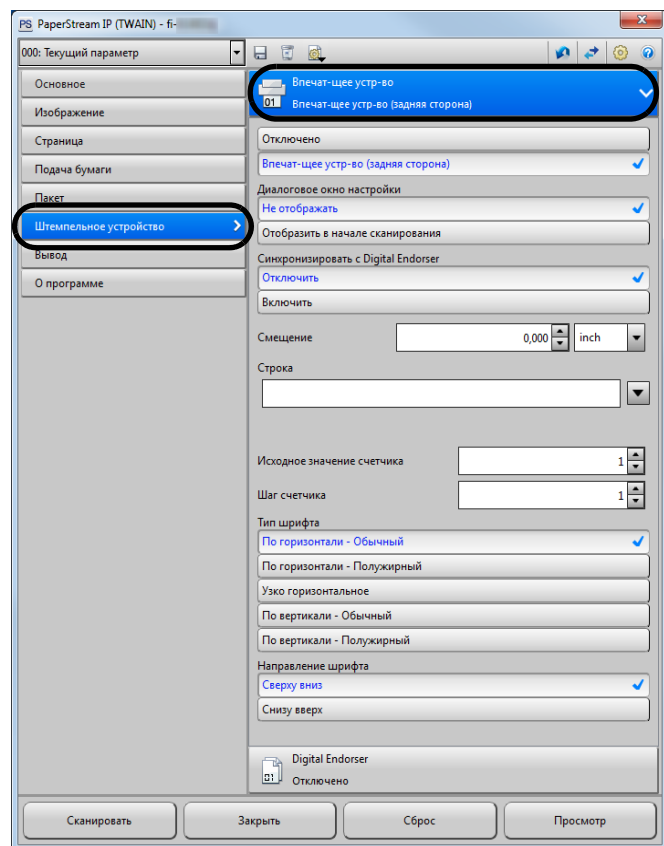 PS PaperStream IP (TWAIN) - fi-
000: Текущий параметр
Основное
Изображение
Страница
Подача бумаги
Пакет
Штемпельное устройство
Вывод
О программе
Впечат-щее устр-во
01 Впечат-щее устр-во (задняя сторона)
Отключено
Впечат-щее устр-во (задняя сторона)
Диалоговое окно настройки
Не отображать
Отобразить в начале сканирования
Синхронизировать с Digital Endorser
Отключить
Включить
Смещение 0,000 inch
Строка
Исходное значение счетчика 1
Шаг счетчика 1
Тип шрифта
По горизонтали - Обычный
По горизонтали - Полужирный
Узко горизонтальное
По вертикали - Обычный
По вертикали - Полужирный
Направление шрифта
Сверху вниз
Снизу вверх
Digital Endorser
01 Отключено
Сканировать Закрыть Сброс Просмотр